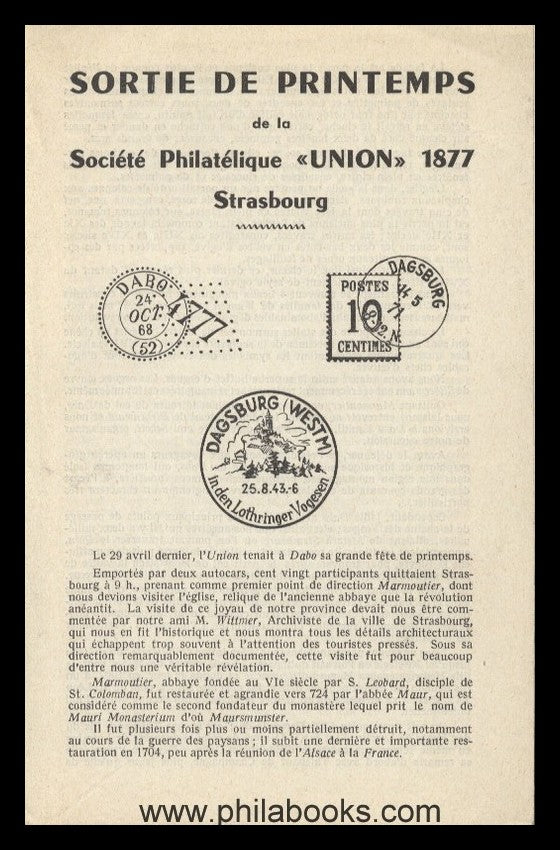 SORTIE DE PRINTEMPS
de la
Société Philatélique «UNION» 1877
Strasbourg
DABO
24
OCT.
68
(52)
4177
POSTES
10
CENTIMES
DAGSBURG
14 5
71
DAGSBURG (WESTM)
25.8.43.-6
in den Lothringer Vogesen
Le 29 avril dernier, l'Union tenait à Dabo sa grande fête de printemps.
Emportés par deux autocars, cent vingt participants quittaient Stras-
bourg à 9 h., prenant comme premier point de direction Marmoutier, dont
nous devions visiter l'église, relique de l'ancienne abbaye que la révolution
anéantit. La visite de ce joyau de notre province devait nous être com-
mentée par notre ami M. Wittmer, Archiviste de la ville de Strasbourg,
qui nous en fit l'historique et nous montra tous les détails architecturaux
qui échappent trop souvent à l'attention des touristes pressés. Sous sa
direction remarquablement documentée, cette visite fut pour beaucoup
d'entre nous une véritable révélation.
Marmoutier, abbaye fondée au VIe siècle par S. Leobard, disciple de
St. Colomban, fut restaurée et agrandie vers 724 par l'abbée Maur, qui est
considéré comme le second fondateur du monastère lequel prit le nom de
Mauri Monasterium d'où Maursmunster.
Il fut plusieurs fois plus ou moins partiellement détruit, notamment
au cours de la guerre des paysans ; il subit une dernière et importante res-
tauration en 1704, peu après la réunion de l'Alsace à la France.
www.philabooks.com